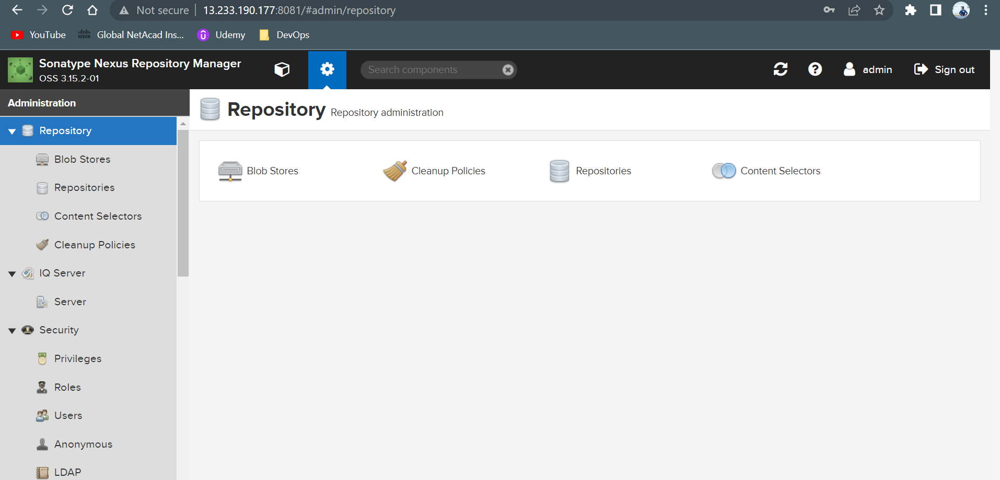 Not secure 13.233.190.177:8081/#admin/repository
YouTube Global NetAcad Ins... Udemy DevOps
Sonatype Nexus Repository Manager
OSS 3.15.2-01
Search components
admin Sign out
Administration
Repository Repository administration
Repository
Blob Stores
Repositories
Content Selectors
Cleanup Policies
IQ Server
Server
Security
Privileges
Roles
Users
Anonymous
LDAP
Blob Stores Cleanup Policies Repositories Content Selectors